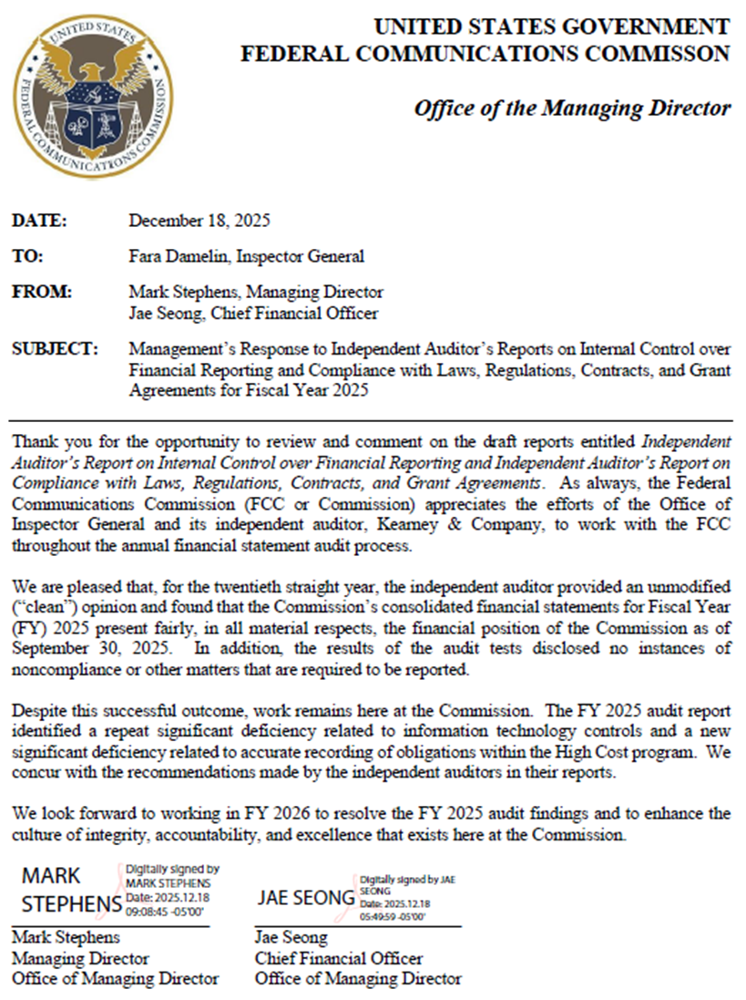 UNITED STATES GOVERNMENT
FEDERAL COMMUNICATIONS COMMISSON
Office of the Managing Director
UNITED STATES
FEDERAL COMMUNICATIONS COMMISSION
DATE: December 18, 2025
TO: Fara Damelin, Inspector General
FROM: Mark Stephens, Managing Director
Jae Seong, Chief Financial Officer
SUBJECT: Management’s Response to Independent Auditor’s Reports on Internal Control over
Financial Reporting and Compliance with Laws, Regulations, Contracts, and Grant
Agreements for Fiscal Year 2025
Thank you for the opportunity to review and comment on the draft reports entitled Independent
Auditor’s Report on Internal Control over Financial Reporting and Independent Auditor’s Report on
Compliance with Laws, Regulations, Contracts, and Grant Agreements. As always, the Federal
Communications Commission (FCC or Commission) appreciates the efforts of the Office of
Inspector General and its independent auditor, Kearney & Company, to work with the FCC
throughout the annual financial statement audit process.
We are pleased that, for the twentieth straight year, the independent auditor provided an unmodified
(“clean”) opinion and found that the Commission’s consolidated financial statements for Fiscal Year
(FY) 2025 present fairly, in all material respects, the financial position of the Commission as of
September 30, 2025. In addition, the results of the audit tests disclosed no instances of
noncompliance or other matters that are required to be reported.
Despite this successful outcome, work remains here at the Commission. The FY 2025 audit report
identified a repeat significant deficiency related to information technology controls and a new
significant deficiency related to accurate recording of obligations within the High Cost program. We
concur with the recommendations made by the independent auditors in their reports.
We look forward to working in FY 2026 to resolve the FY 2025 audit findings and to enhance the
culture of integrity, accountability, and excellence that exists here at the Commission.
MARK
STEPHENS
Digitally signed by
MARK STEPHENS
Date: 2025.12.18
09:08:45 -05'00'
JAE SEONG
Digitally signed by JAE
SEONG
Date: 2025.12.18
05:49:59 -05'00'
Mark Stephens
Managing Director
Office of Managing Director
Jae Seong
Chief Financial Officer
Office of Managing Director